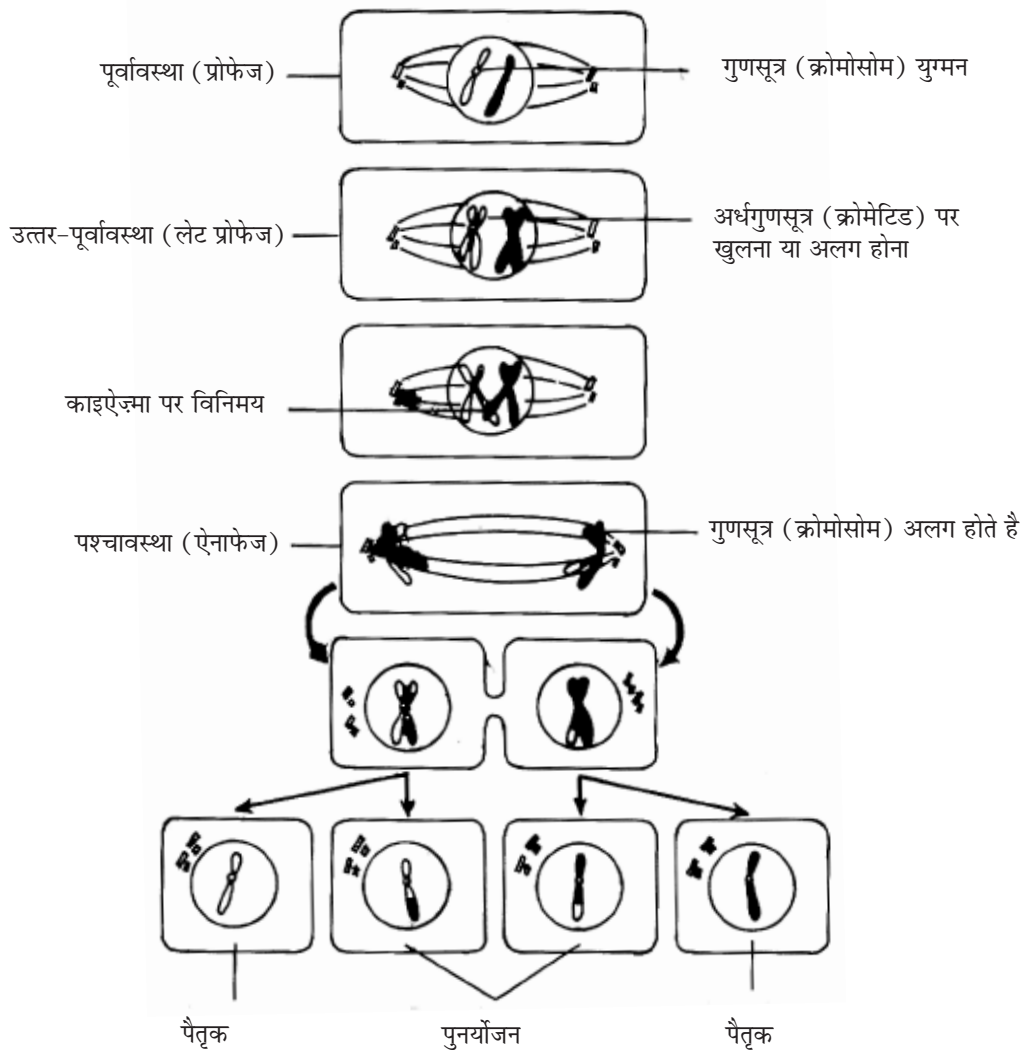 पूर्वावस्था (प्रोफेज)
गुणसूत्र (क्रोमोसोम) युग्मन
उत्तर-पूर्वावस्था (लेट प्रोफेज)
अर्धगुणसूत्र (क्रोमेटिड) पर
खुलना या अलग होना
काइऐज़्मा पर विनिमय
पश्चावस्था (ऐनाफेज)
गुणसूत्र (क्रोमोसोम) अलग होते है
पैतृक
पुनर्योजन
पैतृक